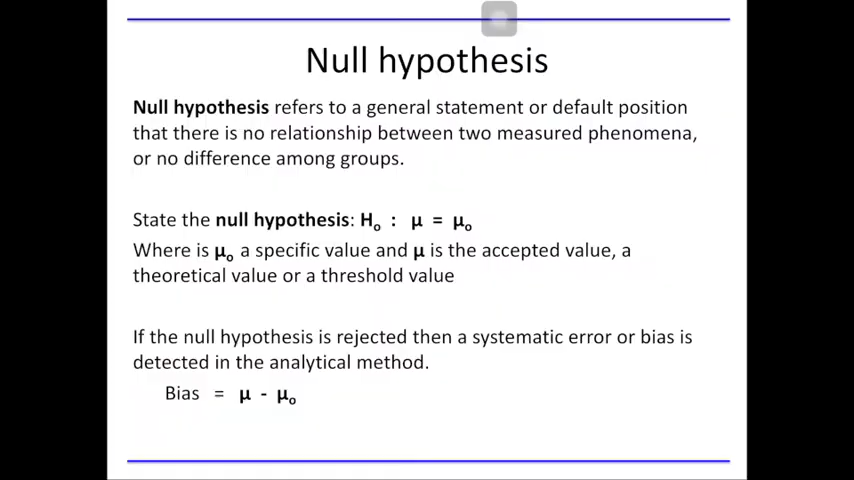 Null hypothesis
Null hypothesis refers to a general statement or default position
that there is no relationship between two measured phenomena,
or no difference among groups.
State the null hypothesis: Hₒ : μ = μₒ
Where is μₒ a specific value and μ is the accepted value, a
theoretical value or a threshold value
If the null hypothesis is rejected then a systematic error or bias is
detected in the analytical method.
Bias = μ - μₒ